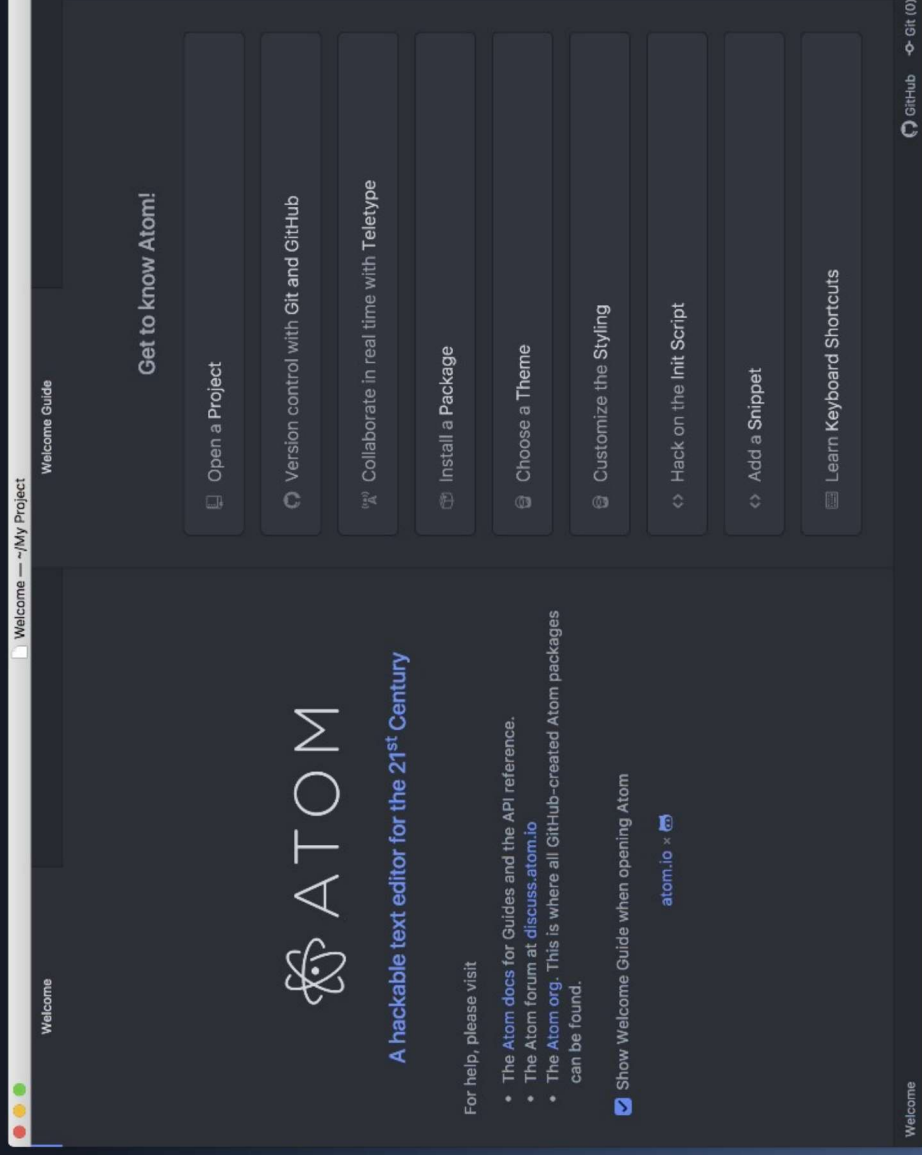 Welcome — ~/My Project
Welcome
Welcome Guide
ATOM
A hackable text editor for the 21st Century
For help, please visit
• The Atom docs for Guides and the API reference.
• The Atom forum at discuss.atom.io
• The Atom org. This is where all GitHub-created Atom packages
can be found.
Show Welcome Guide when opening Atom
atom.io ×
Get to know Atom!
Open a Project
Version control with Git and GitHub
Collaborate in real time with Teletype
Install a Package
Choose a Theme
Customize the Styling
Hack on the Init Script
Add a Snippet
Learn Keyboard Shortcuts
Welcome
GitHub
Git (0)